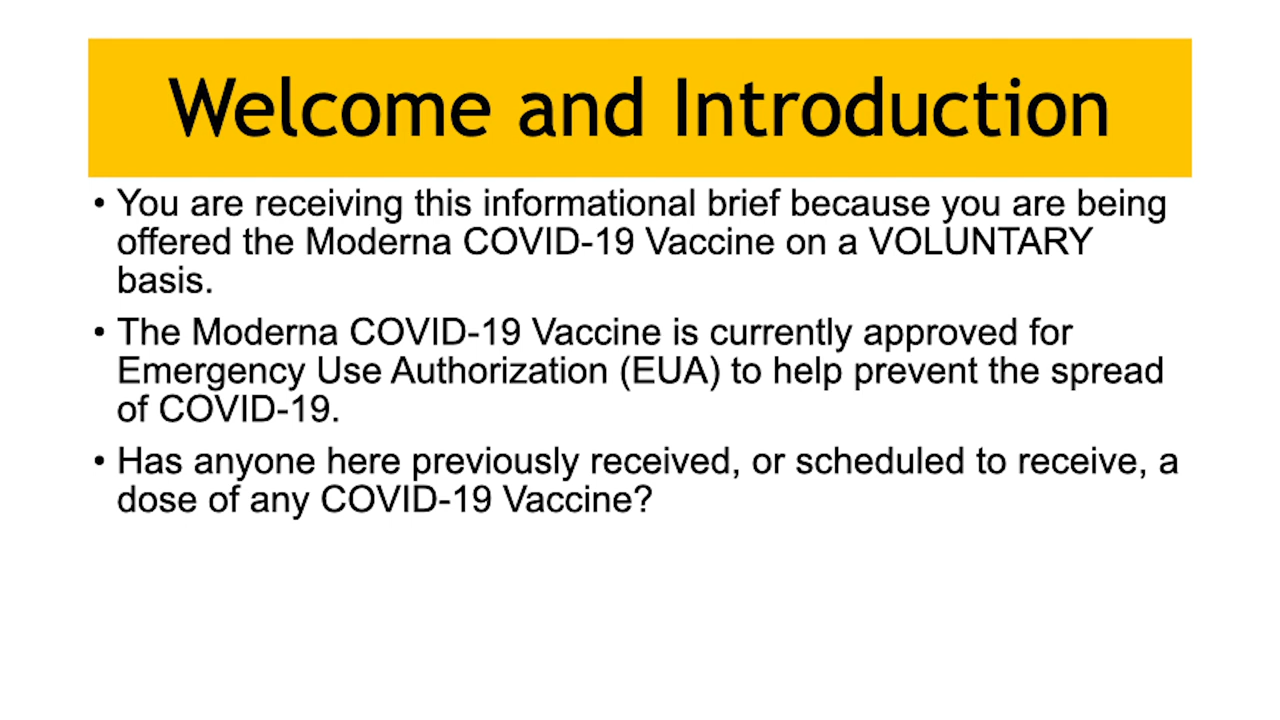 Welcome and Introduction
• You are receiving this informational brief because you are being
offered the Moderna COVID-19 Vaccine on a VOLUNTARY
basis.
• The Moderna COVID-19 Vaccine is currently approved for
Emergency Use Authorization (EUA) to help prevent the spread
of COVID-19.
• Has anyone here previously received, or scheduled to receive, a
dose of any COVID-19 Vaccine?